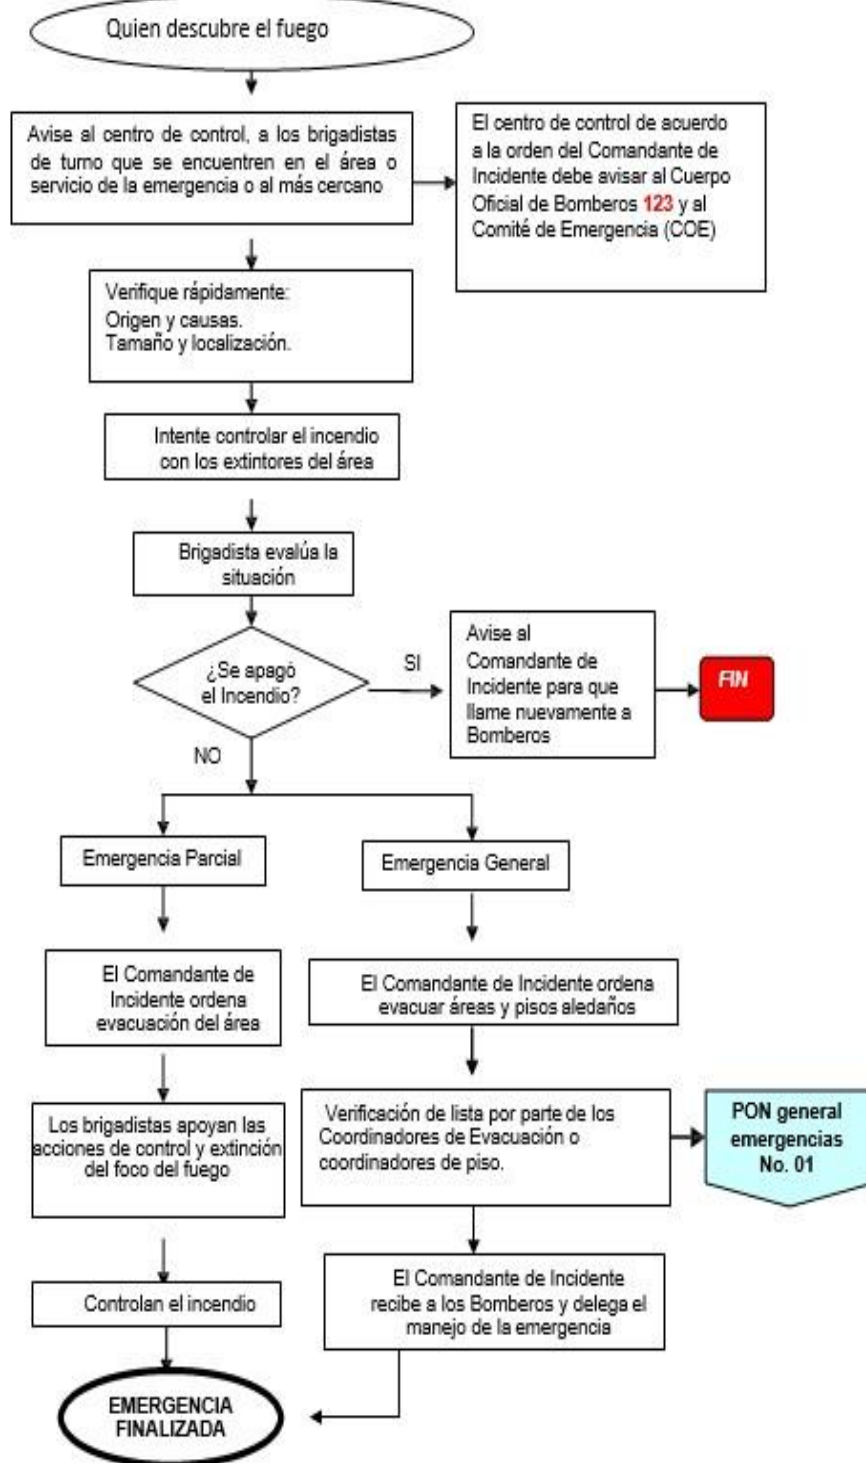 Quien descubre el fuego
Avise al centro de control, a los brigadistas
de turno que se encuentren en el área o
servicio de la emergencia o al más cercano
El centro de control de acuerdo
a la orden del Comandante de
Incidente debe avisar al Cuerpo
Oficial de Bomberos 123 y al
Comité de Emergencia (COE)
Verifique rápidamente:
Origen y causas.
Tamaño y localización.
Intente controlar el incendio
con los extintores del área
Brigadista evalúa la
situación
¿Se apagó
el Incendio?
SI
Avise al
Comandante de
Incidente para que
llame nuevamente a
Bomberos
FIN
NO
Emergencia Parcial
Emergencia General
El Comandante de
Incidente ordena
evacuación del área
El Comandante de Incidente ordena
evacuar áreas y pisos aledaños
Los brigadistas apoyan las
acciones de control y extinción
del foco del fuego
Verificación de lista por parte de los
Coordinadores de Evacuación o
coordinadores de piso.
PON general
emergencias
No. 01
Controlan el incendio
El Comandante de Incidente
recibe a los Bomberos y delega el
manejo de la emergencia
EMERGENCIA
FINALIZADA